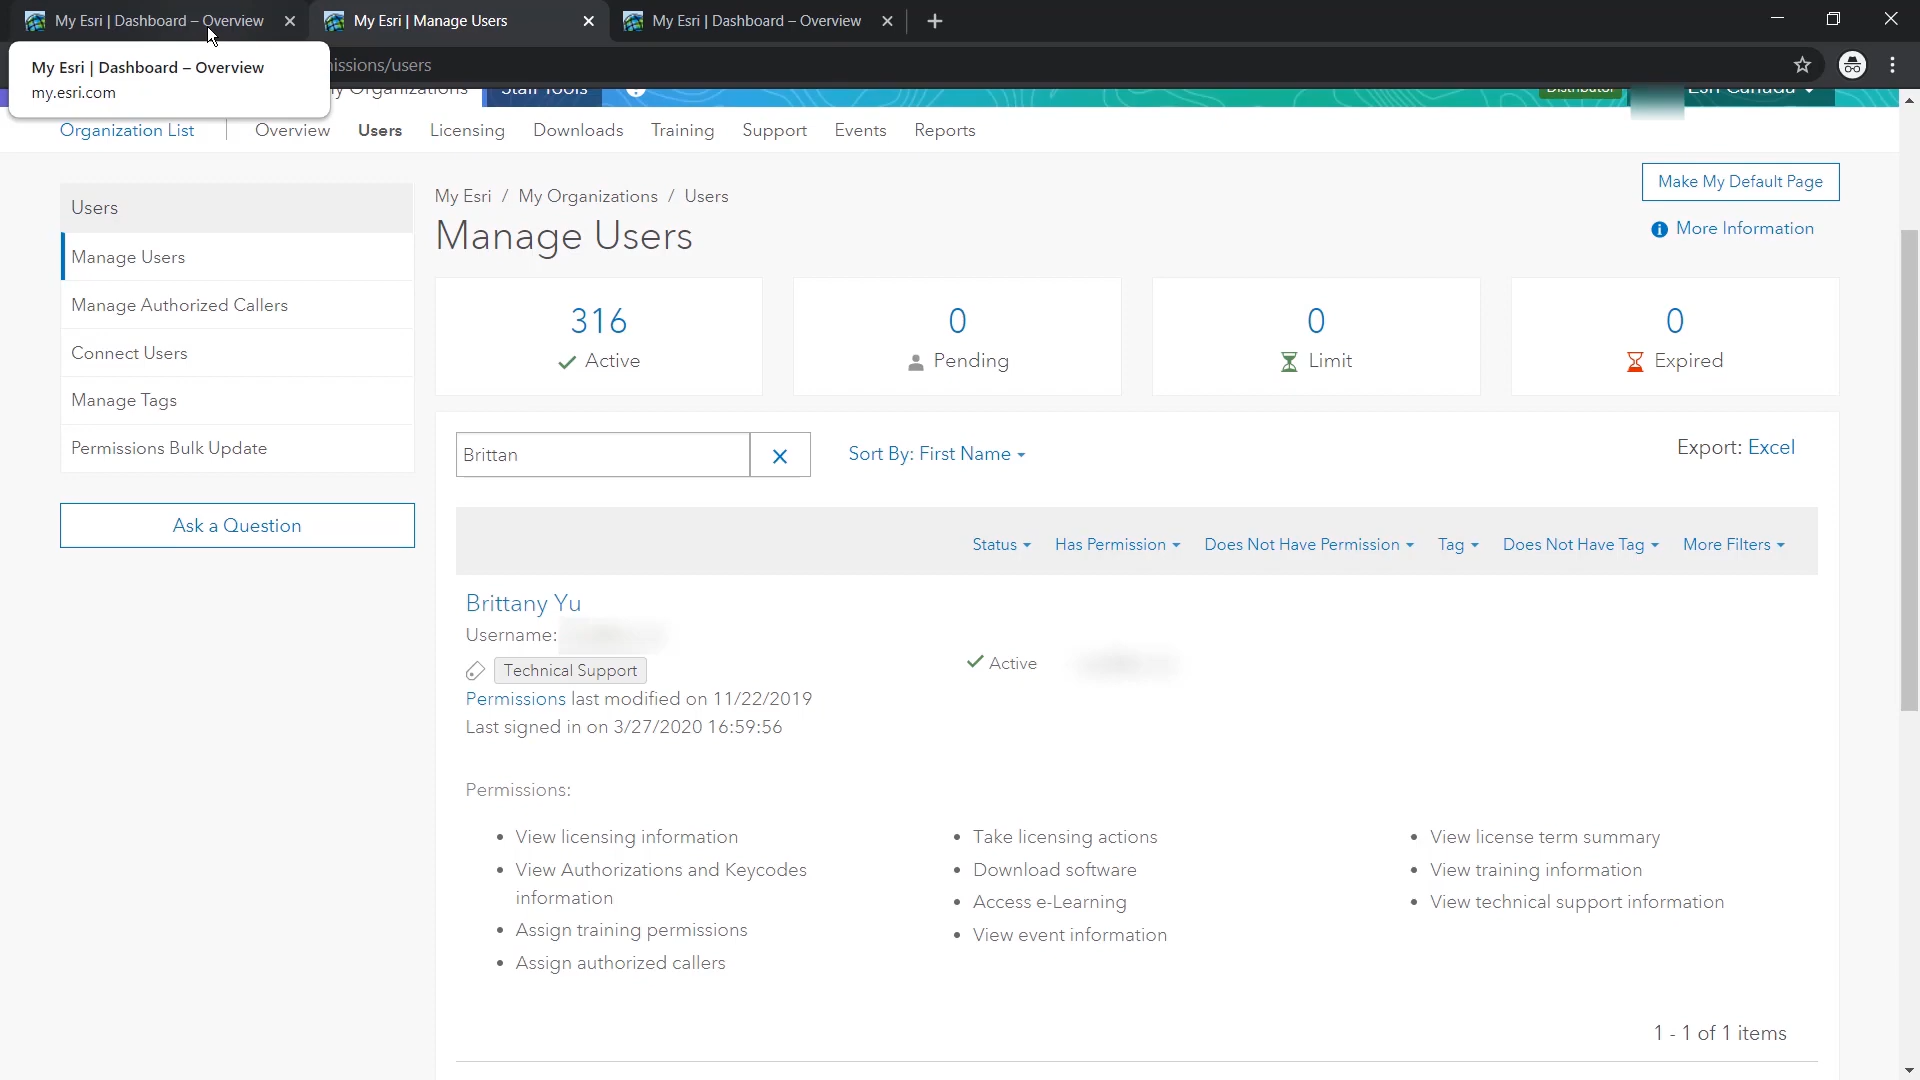 My Esri | Dashboard – Overview
My Esri | Manage Users
My Esri | Dashboard – Overview
My Esri | Dashboard – Overview
my.esri.com
issions/users
Organizations
Staff Tools
Distributor
Esri Canada
Organization List
Overview
Users
Licensing
Downloads
Training
Support
Events
Reports
Users
Manage Users
Manage Authorized Callers
Connect Users
Manage Tags
Permissions Bulk Update
Ask a Question
My Esri / My Organizations / Users
Manage Users
Make My Default Page
More Information
316
Active
0
Pending
0
Limit
0
Expired
Brittan
Sort By: First Name
Export: Excel
Status
Has Permission
Does Not Have Permission
Tag
Does Not Have Tag
More Filters
Brittany Yu
Username:
Technical Support
Active
Permissions last modified on 11/22/2019
Last signed in on 3/27/2020 16:59:56
Permissions:
• View licensing information
• View Authorizations and Keycodes
information
• Assign training permissions
• Assign authorized callers
• Take licensing actions
• Download software
• Access e-Learning
• View event information
• View license term summary
• View training information
• View technical support information
1 - 1 of 1 items